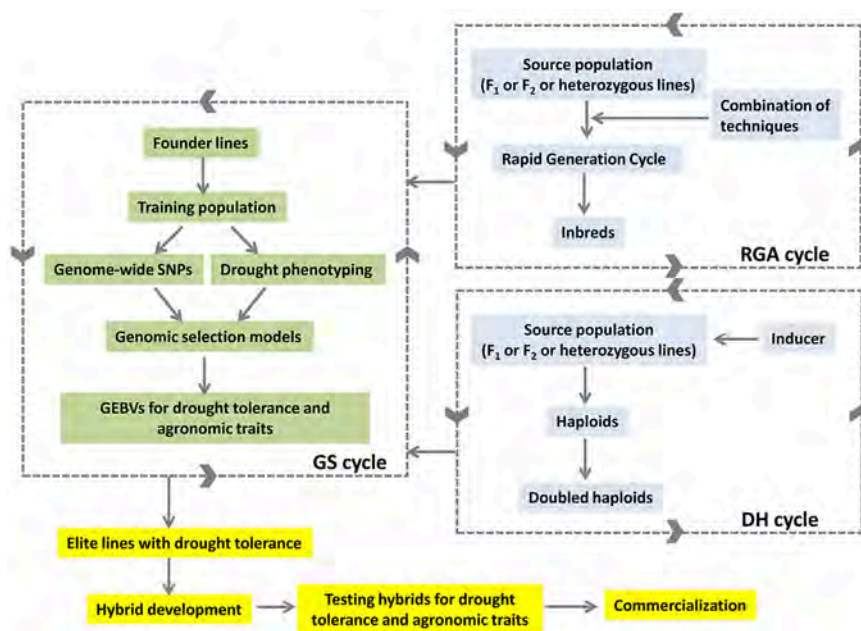 Founder lines
Training population
Genome-wide SNPs
Drought phenotyping
Genomic selection models
GEBVs for drought tolerance and
agronomic traits
GS cycle
Source population
(F₁ or F₂ or heterozygous lines)
Combination of
techniques
Rapid Generation Cycle
Inbreds
RGA cycle
Source population
(F₁ or F₂ or heterozygous lines)
Inducer
Haploids
Doubled haploids
DH cycle
Elite lines with drought tolerance
Hybrid development
Testing hybrids for drought
tolerance and agronomic traits
Commercialization